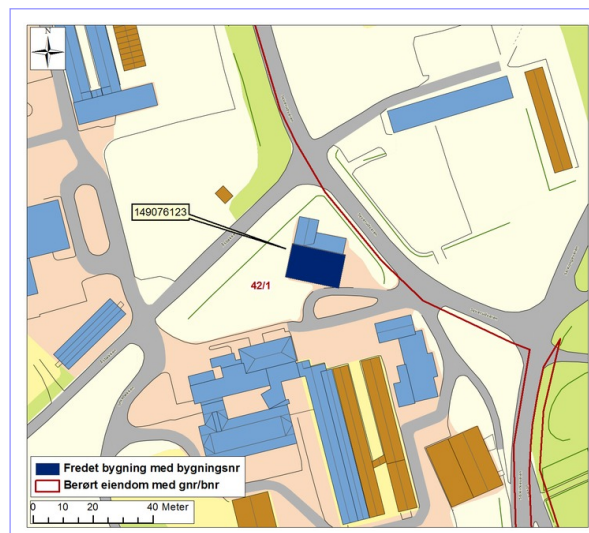 N
149076123
42/1
Fredet bygning med bygningsnr
Berørt eiendom med gnr/bnr
0 10 20 40 Meter